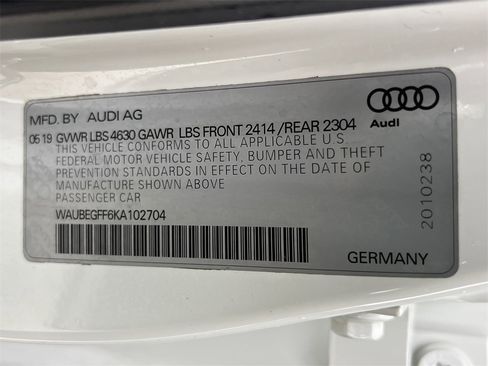 MFD. BY AUDI AG
05 19 GVWR LBS 4630 GAWR LBS FRONT 2414 /REAR 2304
THIS VEHICLE CONFORMS TO ALL APPLICABLE U.S
FEDERAL MOTOR VEHICLE SAFETY, BUMPER AND THEFT
PREVENTION STANDARDS IN EFFECT ON THE DATE OF
MANUFACTURE SHOWN ABOVE
PASSENGER CAR
WAUBEGFF6KA102704
Audi
2010238
GERMANY